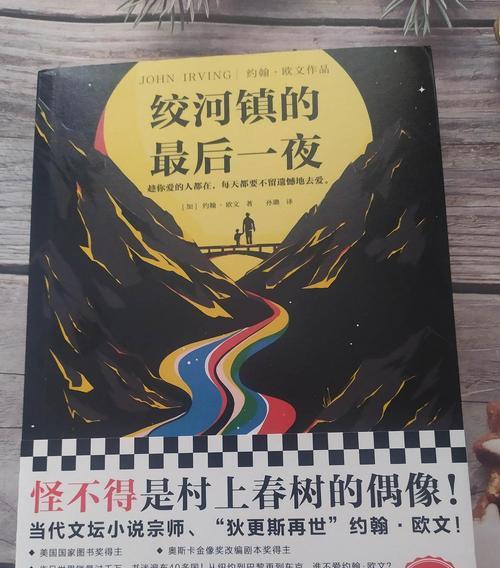 JOHN IRVING | 约翰·欧文作品
绞河镇的
最后一夜
趁你爱的人都在，每天都要不留遗憾地去爱。
[加] 约翰·欧文 著 孙璐 译
怪不得是村上春树的偶像！
当代文坛小说宗师、“狄更斯再世”约翰·欧文！
◆ 美国国家图书奖得主 ◆ 奥斯卡金像奖改编剧本奖得主